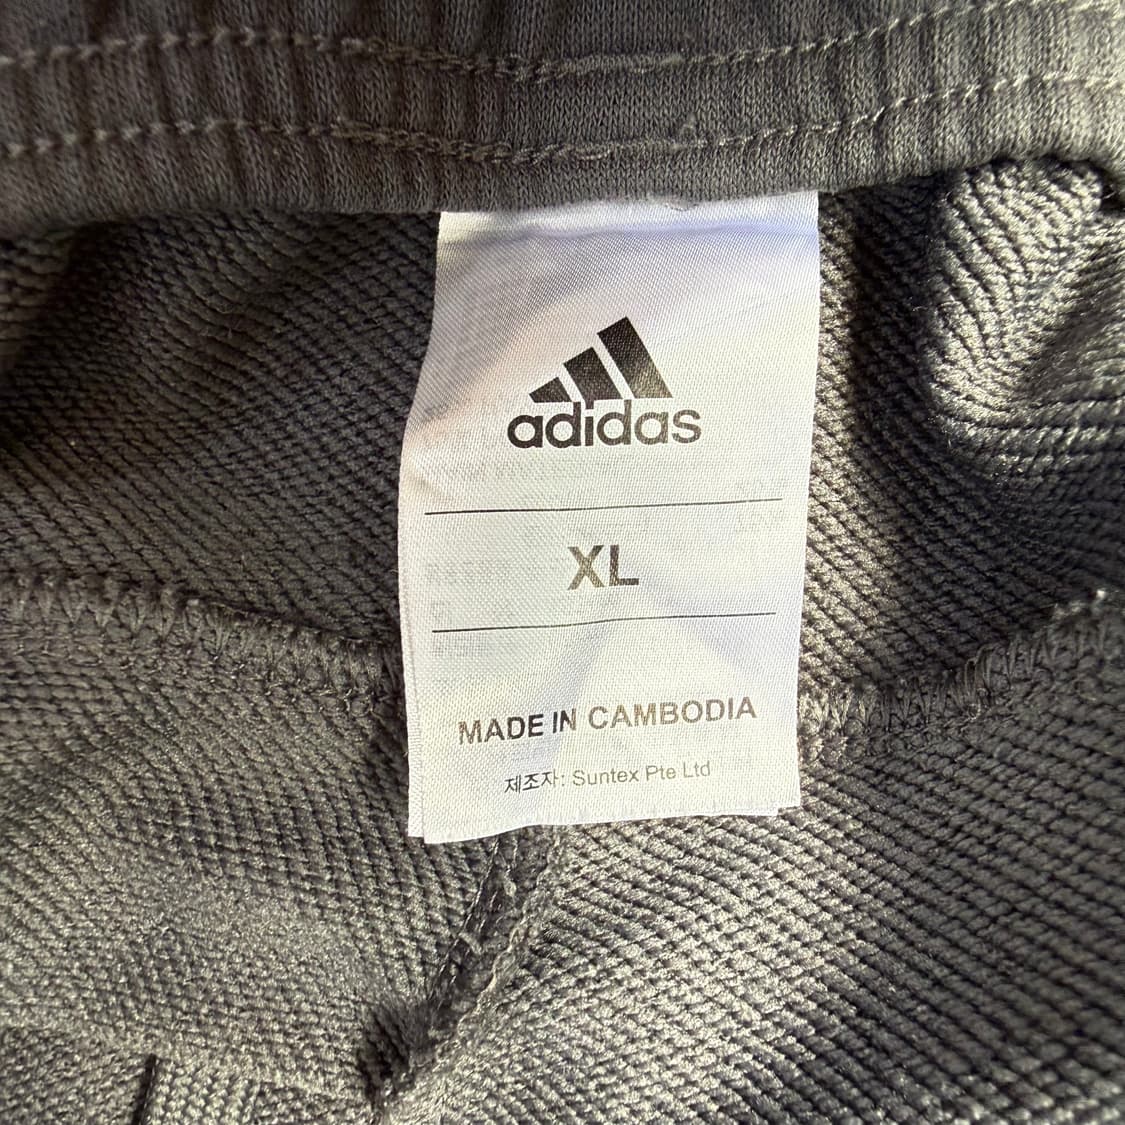 adidas
XL
MADE IN CAMBODIA
제조자: Suntex Pte Ltd